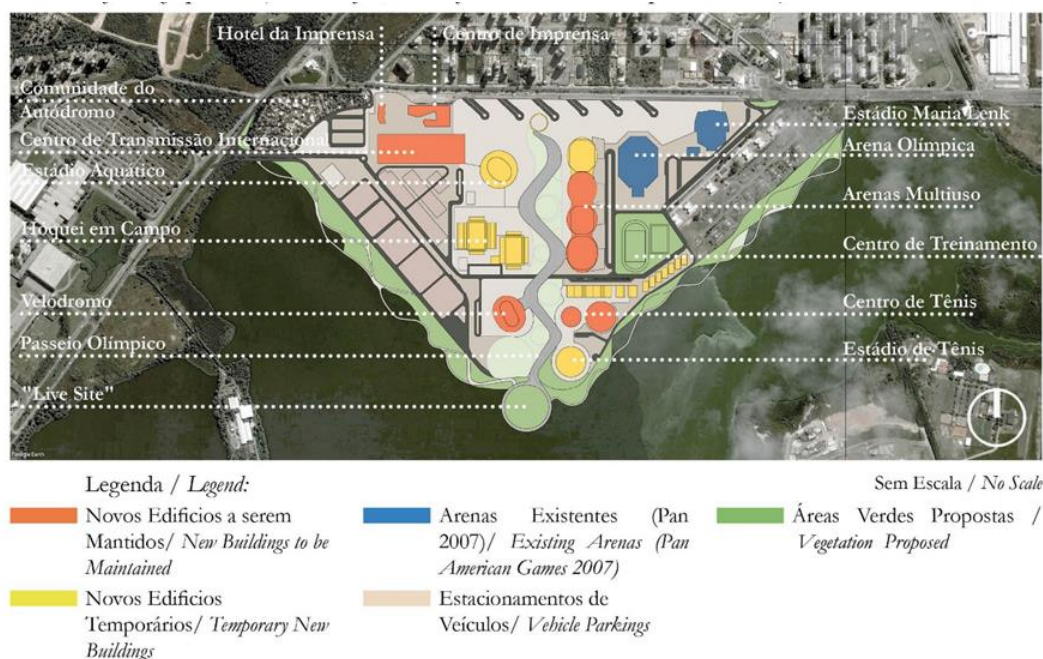 Hotel da Imprensa
Centro de Imprensa
Comunidade do
Autódromo
Centro de Transmissão Internacional
Estádio Aquático
Hóquei em Campo
Velodromo
Passeio Olímpico
"Live Site"
Estádio Maria Lenk
Arena Olímpica
Arenas Multiuso
Centro de Treinamento
Centro de Tênis
Estádio de Tênis
Legenda / Legend:
Sem Escala / No Scale
Novos Edificios a serem
Mantidos/ New Buildings to be
Maintained
Novos Edificios
Temporários/ Temporary New
Buildings
Arenas Existentes (Pan
2007)/ Existing Arenas (Pan
American Games 2007)
Estacionamentos de
Veículos/ Vehicle Parkings
Áreas Verdes Propostas /
Vegetation Proposed